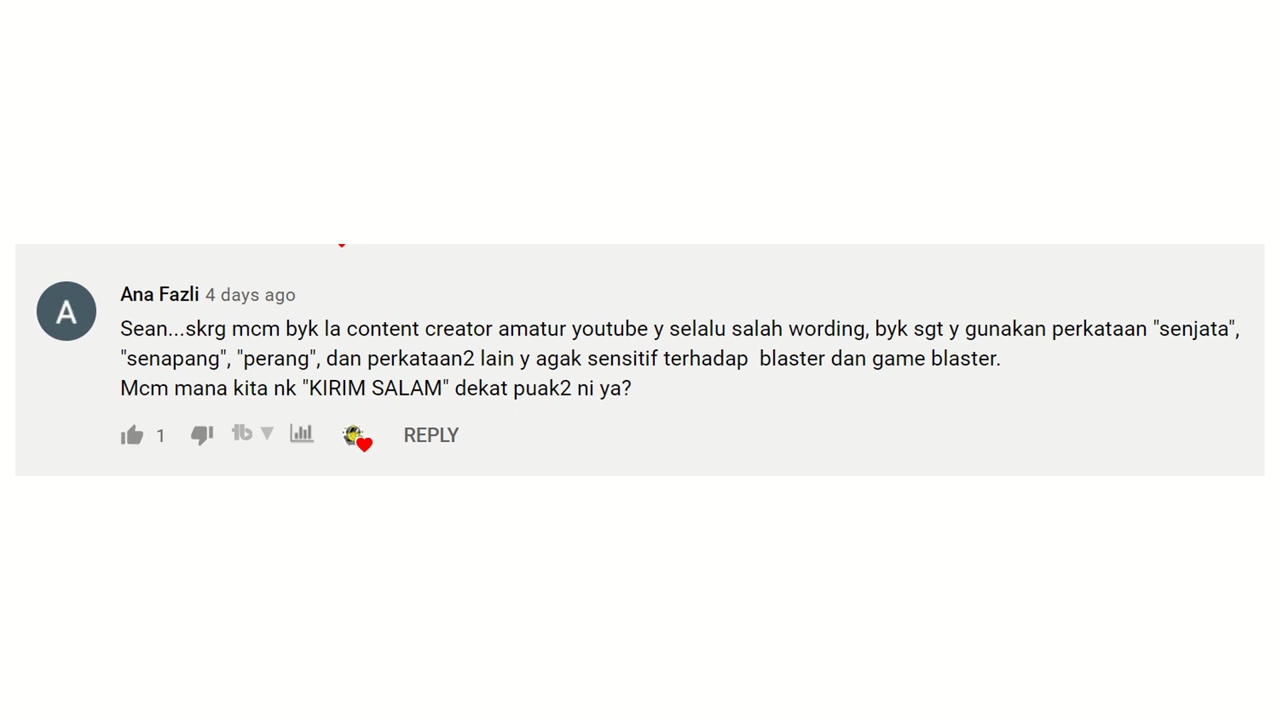 Ana Fazli 4 days ago
Sean...skrg mcm byk la content creator amatur youtube y selalu salah wording, byk sgt y gunakan perkataan "senjata",
"senapang", "perang", dan perkataan2 lain y agak sensitif terhadap  blaster dan game blaster.
Mcm mana kita nk "KIRIM SALAM" dekat puak2 ni ya?
1 tb REPLY